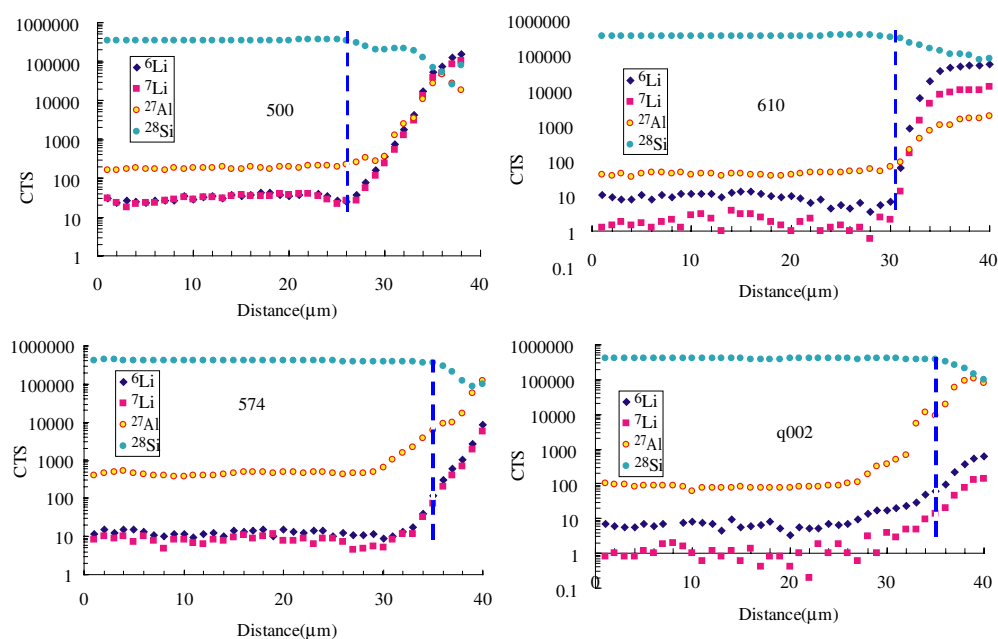 1000000
100000
10000
1000
100
10
1
CTS
⁶Li
⁷Li
²⁷Al
²⁸Si
500
0 10 20 30 40
Distance(μm)
1000000
100000
10000
1000
100
10
1
0.1
CTS
⁶Li
⁷Li
²⁷Al
²⁸Si
610
0 10 20 30 40
Distance(μm)
1000000
100000
10000
1000
100
10
1
CTS
⁶Li
⁷Li
²⁷Al
²⁸Si
574
0 10 20 30 40
Distance(μm)
1000000
100000
10000
1000
100
10
1
0.1
CTS
⁶Li
⁷Li
²⁷Al
²⁸Si
q002
0 10 20 30 40
Distance(μm)